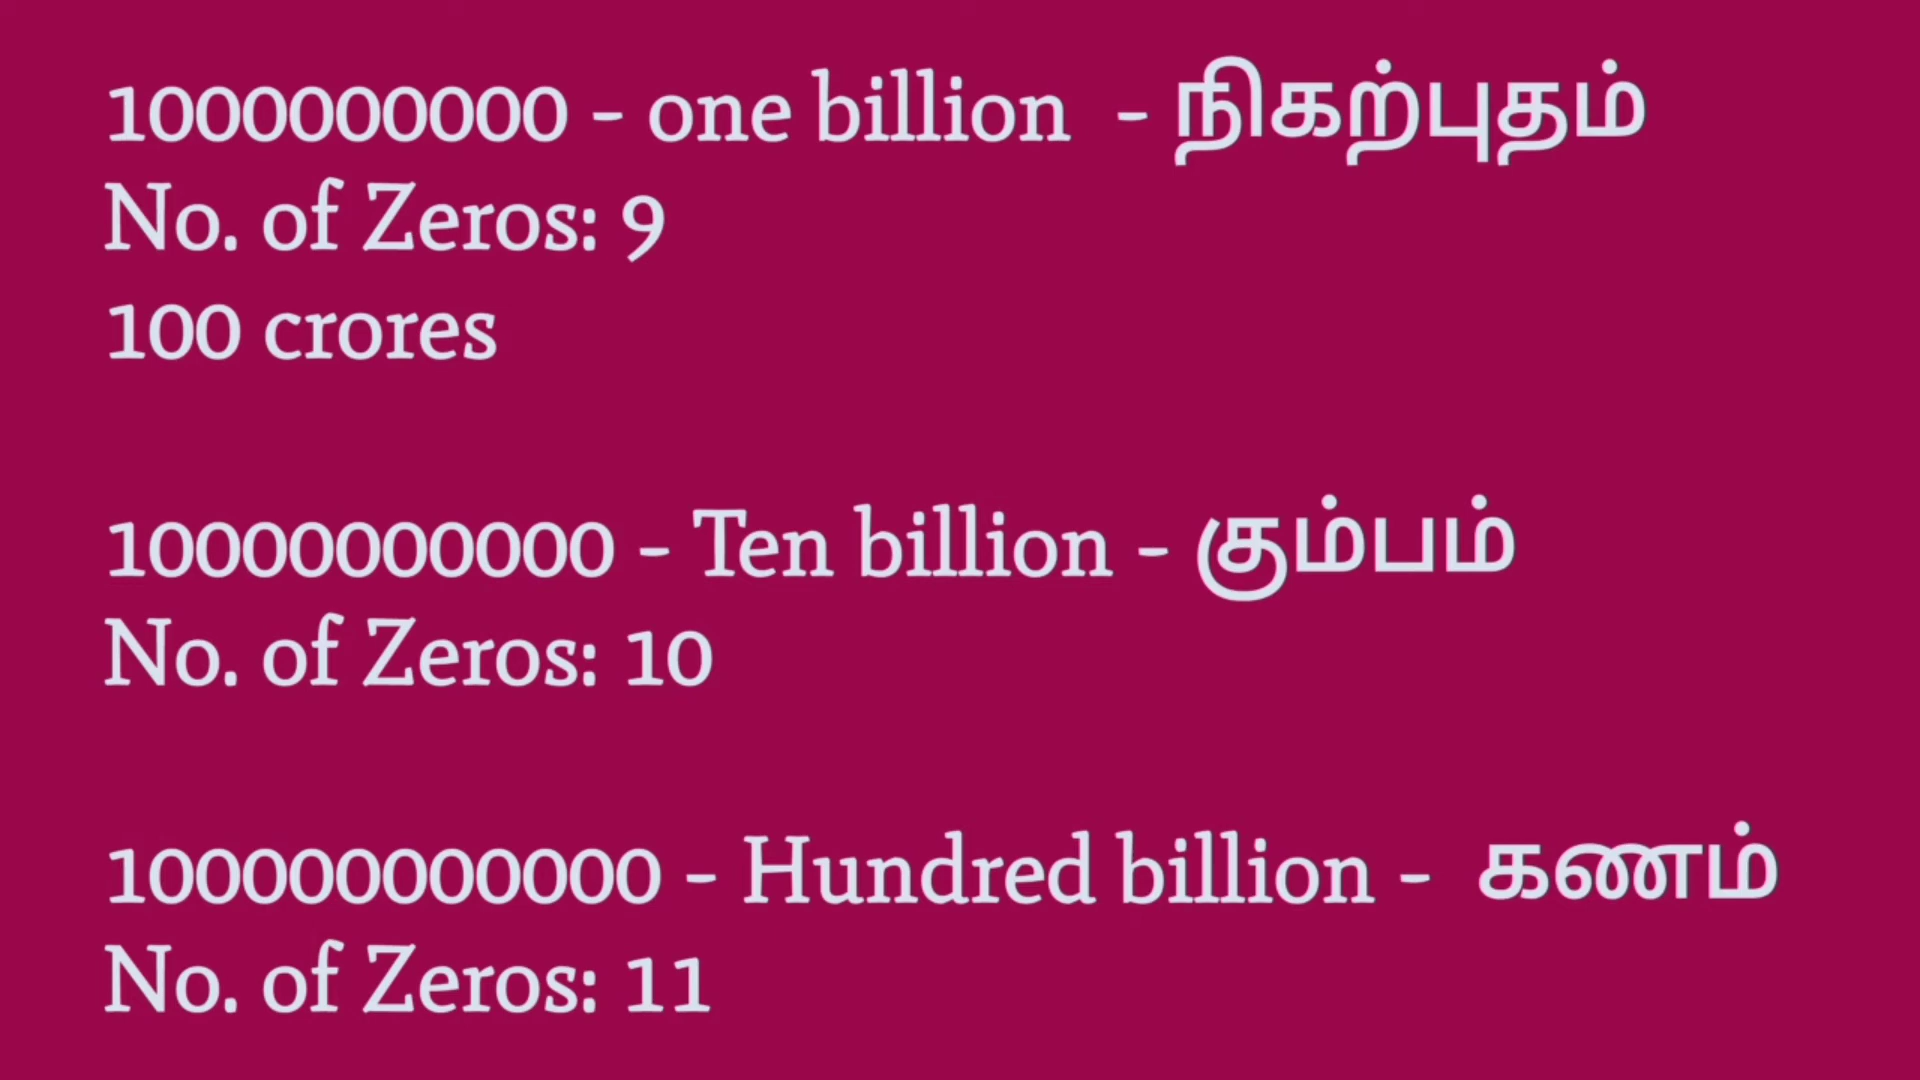 1000000000 - one billion - நிகற்புதம்
No. of Zeros: 9
100 crores
10000000000 - Ten billion - கும்பம்
No. of Zeros: 10
100000000000 - Hundred billion - கணம்
No. of Zeros: 11